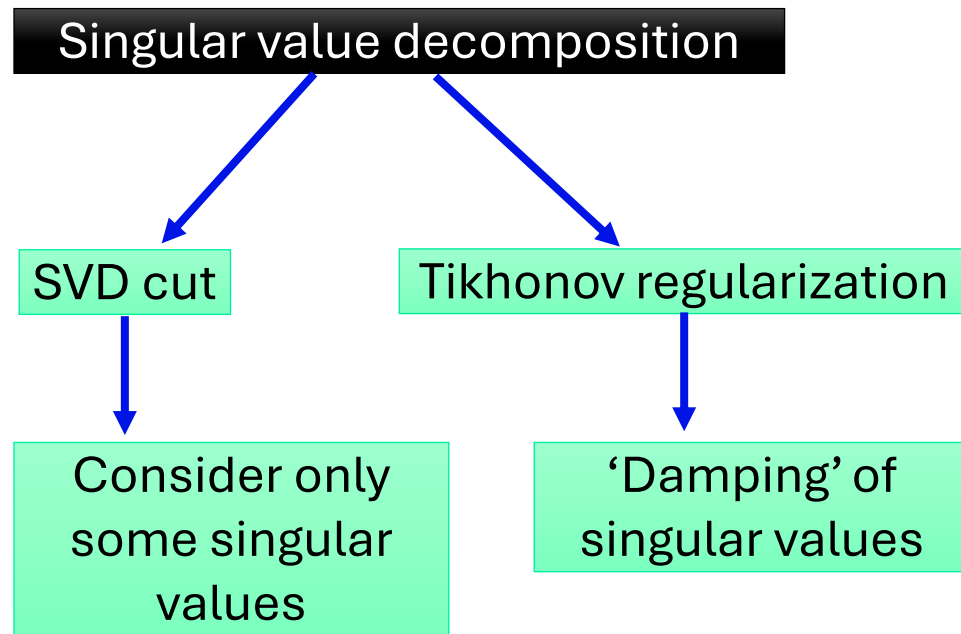 Singular value decomposition
SVD cut
Tikhonov regularization
Consider only
some singular
values
‘Damping’ of
singular values